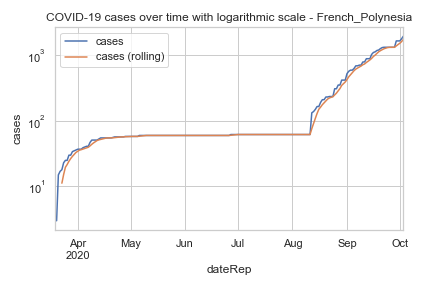 COVID-19 cases over time with logarithmic scale - French_Polynesia
cases
cases (rolling)
10³
10²
10¹
cases
Apr
2020
May
Jun
Jul
Aug
Sep
Oct
dateRep